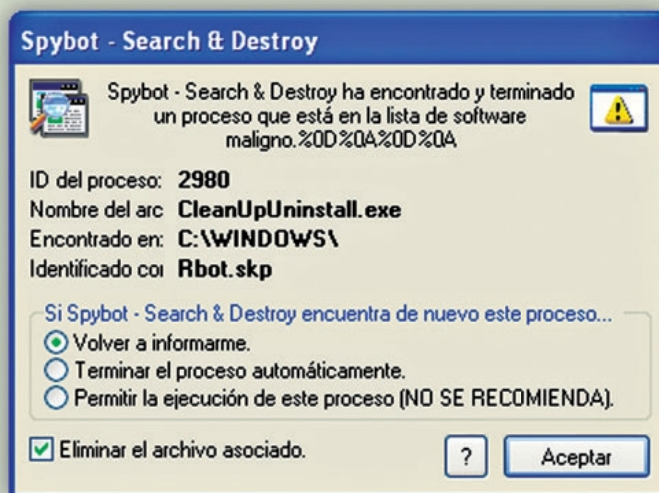 Spybot - Search & Destroy
Spybot - Search & Destroy ha encontrado y terminado
un proceso que está en la lista de software
maligno.%0D%0A%0D%0A
ID del proceso: 2980
Nombre del arc CleanUpUninstall.exe
Encontrado en: C:\WINDOWS\
Identificado coi Rbot.skp
Si Spybot - Search & Destroy encuentra de nuevo este proceso...
Volver a informarme.
Terminar el proceso automáticamente.
Permitir la ejecución de este proceso (NO SE RECOMIENDA).
Eliminar el archivo asociado.
? Aceptar